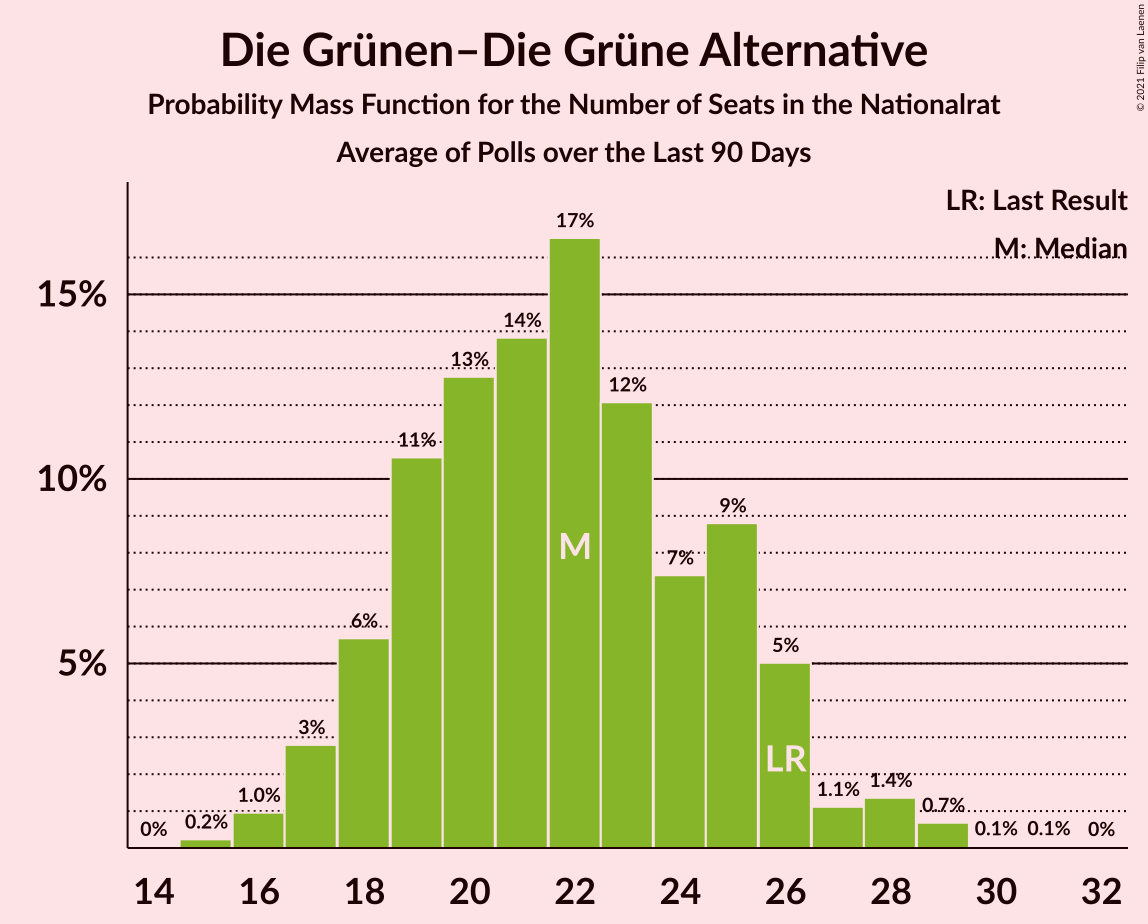 Die Grünen–Die Grüne Alternative
Probability Mass Function for the Number of Seats in the Nationalrat
Average of Polls over the Last 90 Days
© 2021 Filip van Laenen
LR: Last Result
M: Median
15%
10%
5%
0%
0.2%
1.0%
3%
6%
11%
13%
14%
17%
12%
7%
9%
5%
1.1%
1.4%
0.7%
0.1%
0.1%
0%
M
LR
14 16 18 20 22 24 26 28 30 32